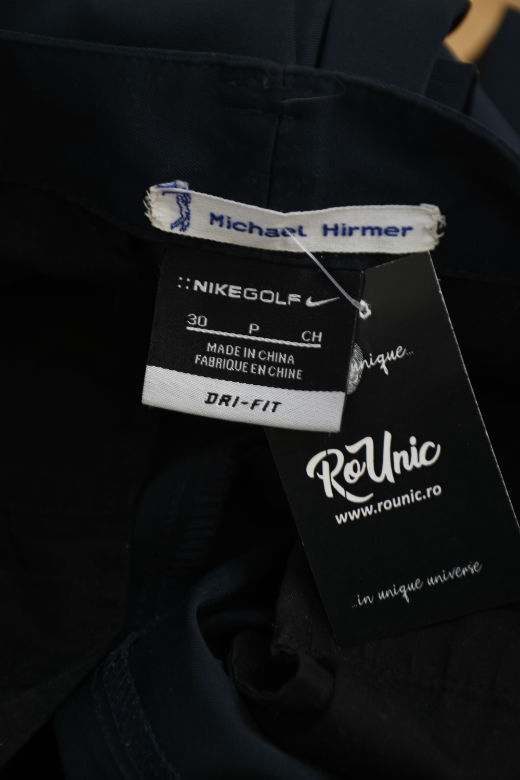 Michael Hirmer
NIKEGOLF
30 P CH
MADE IN CHINA
FABRIQUE EN CHINE
DRI-FIT
unique...
RoUnic
www.rounic.ro
...in unique universe